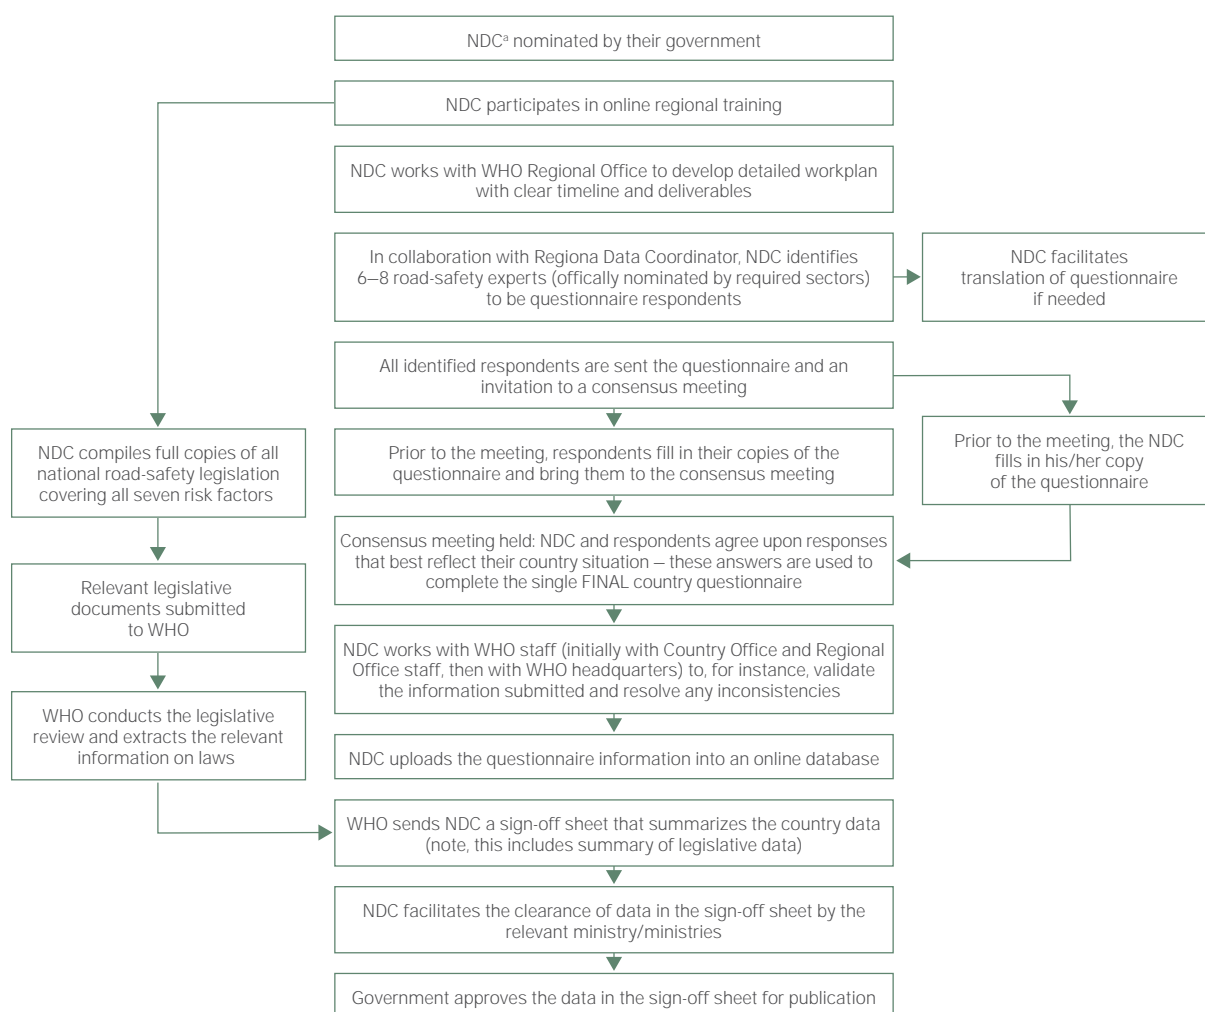 NDCª nominated by their government
NDC participates in online regional training
NDC works with WHO Regional Office to develop detailed workplan
with clear timeline and deliverables
In collaboration with Regiona Data Coordinator, NDC identifies
6–8 road-safety experts (offically nominated by required sectors)
to be questionnaire respondents
NDC facilitates
translation of questionnaire
if needed
All identified respondents are sent the questionnaire and an
invitation to a consensus meeting
NDC compiles full copies of all
national road-safety legislation
covering all seven risk factors
Prior to the meeting, respondents fill in their copies of the
questionnaire and bring them to the consensus meeting
Prior to the meeting, the NDC
fills in his/her copy
of the questionnaire
Consensus meeting held: NDC and respondents agree upon responses
that best reflect their country situation – these answers are used to
complete the single FINAL country questionnaire
Relevant legislative
documents submitted
to WHO
NDC works with WHO staff (initially with Country Office and Regional
Office staff, then with WHO headquarters) to, for instance, validate
the information submitted and resolve any inconsistencies
WHO conducts the legislative
review and extracts the relevant
information on laws
NDC uploads the questionnaire information into an online database
WHO sends NDC a sign-off sheet that summarizes the country data
(note, this includes summary of legislative data)
NDC facilitates the clearance of data in the sign-off sheet by the
relevant ministry/ministries
Government approves the data in the sign-off sheet for publication